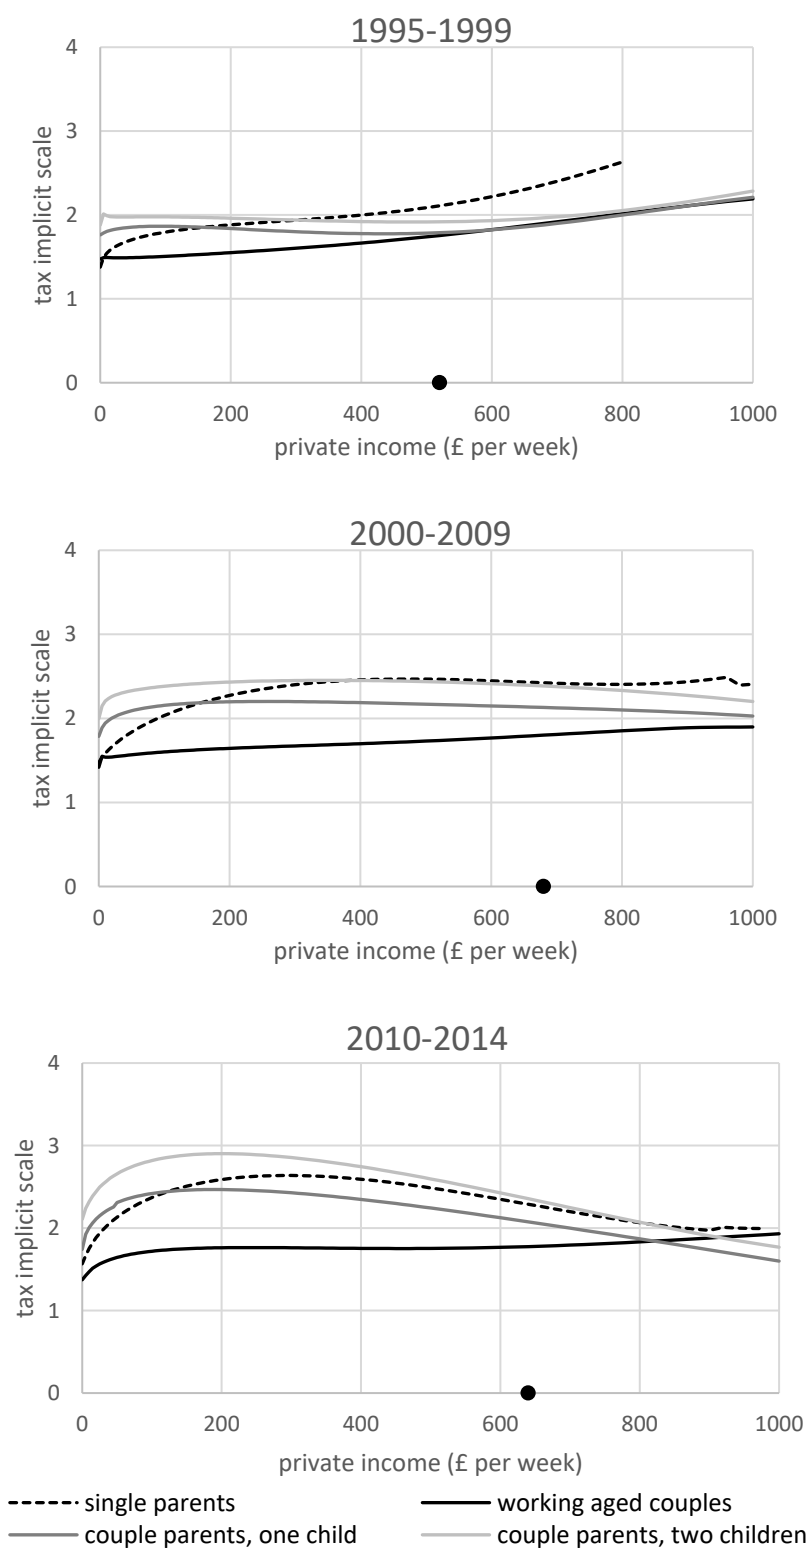 1995-1999
4
3
2
1
0
tax implicit scale
0 200 400 600 800 1000
private income (£ per week)
2000-2009
4
3
2
1
0
tax implicit scale
0 200 400 600 800 1000
private income (£ per week)
2010-2014
4
3
2
1
0
tax implicit scale
0 200 400 600 800 1000
private income (£ per week)
single parents working aged couples
couple parents, one child couple parents, two children